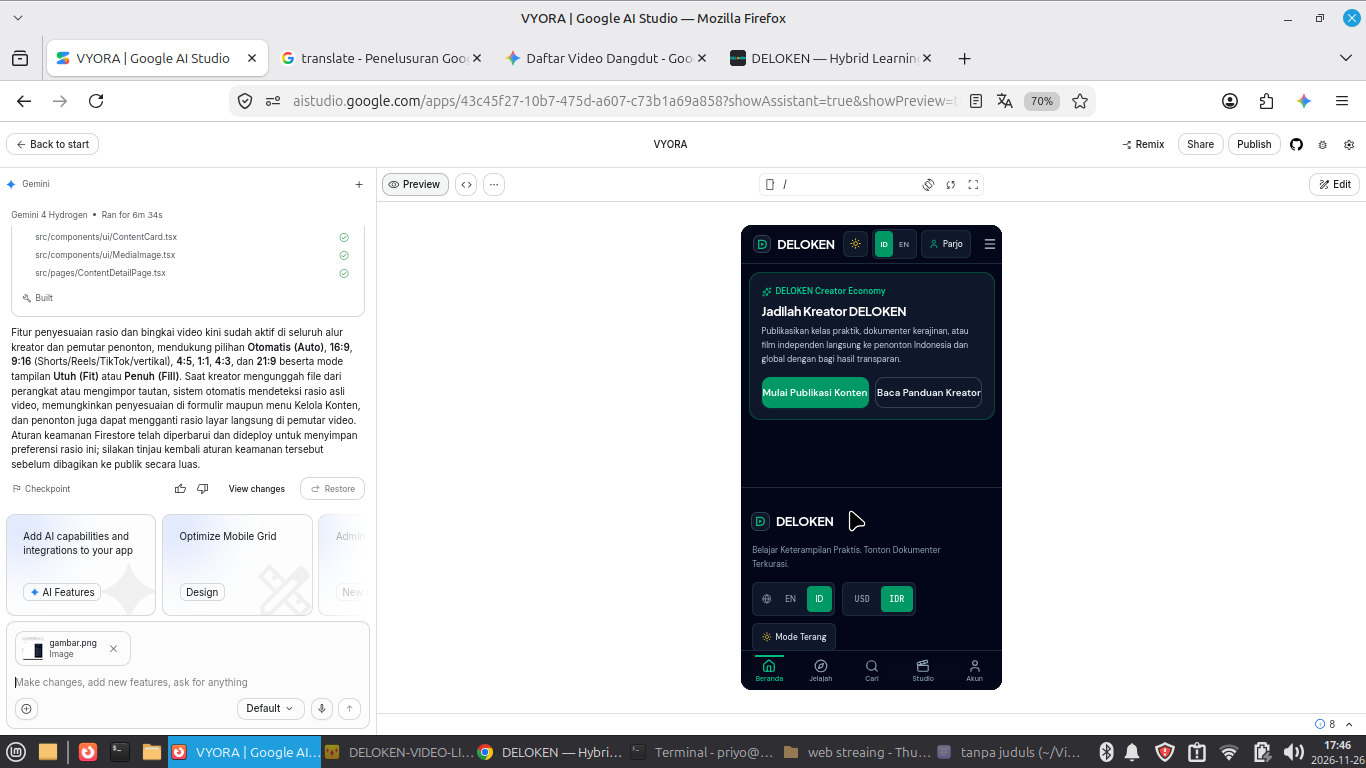 VYORA | Google AI Studio — Mozilla Firefox
VYORA | Google AI Studio
translate - Penelusuran Goo
Daftar Video Dangdut - Goo
DELOKEN — Hybrid Learnin
aistudio.google.com/apps/43c45f27-10b7-475d-a607-c73b1a69a858?showAssistant=true&showPreview=t
70%
Back to start
VYORA
Remix
Share
Publish
Gemini
Preview
/
Edit
Gemini 4 Hydrogen • Ran for 6m 34s
src/components/ui/ContentCard.tsx
src/components/ui/MediaImage.tsx
src/pages/ContentDetailPage.tsx
Built
Fitur penyesuaian rasio dan bingkai video kini sudah aktif di seluruh alur
kreator dan pemutar penonton, mendukung pilihan Otomatis (Auto), 16:9,
9:16 (Shorts/Reels/TikTok/vertikal), 4:5, 1:1, 4:3, dan 21:9 beserta mode
tampilan Utuh (Fit) atau Penuh (Fill). Saat kreator mengunggah file dari
perangkat atau mengimpor tautan, sistem otomatis mendeteksi rasio asli
video, memungkinkan penyesuaian di formulir maupun menu Kelola Konten,
dan penonton juga dapat mengganti rasio layar langsung di pemutar video.
Aturan keamanan Firestore telah diperbarui dan dideploy untuk menyimpan
preferensi rasio ini; silakan tinjau kembali aturan keamanan tersebut
sebelum dibagikan ke publik secara luas.
Checkpoint
View changes
Restore
Add AI capabilities and
integrations to your app
AI Features
Optimize Mobile Grid
Design
Admin
New
gambar.png
Image
Make changes, add new features, ask for anything
Default
DELOKEN
ID
EN
Parjo
DELOKEN Creator Economy
Jadilah Kreator DELOKEN
Publikasikan kelas praktik, dokumenter kerajinan, atau
film independen langsung ke penonton Indonesia dan
global dengan bagi hasil transparan.
Mulai Publikasi Konten
Baca Panduan Kreator
DELOKEN
Belajar Keterampilan Praktis. Tonton Dokumenter
Terkurasi.
EN
ID
USD
IDR
Mode Terang
Beranda
Jelajah
Cari
Studio
Akun
8
VYORA | Google AI...
DELOKEN-VIDEO-LI...
DELOKEN — Hybri...
Terminal - priyo@...
web streaing - Thu...
tanpa juduls (~/Vi...
17:46
2026-11-26